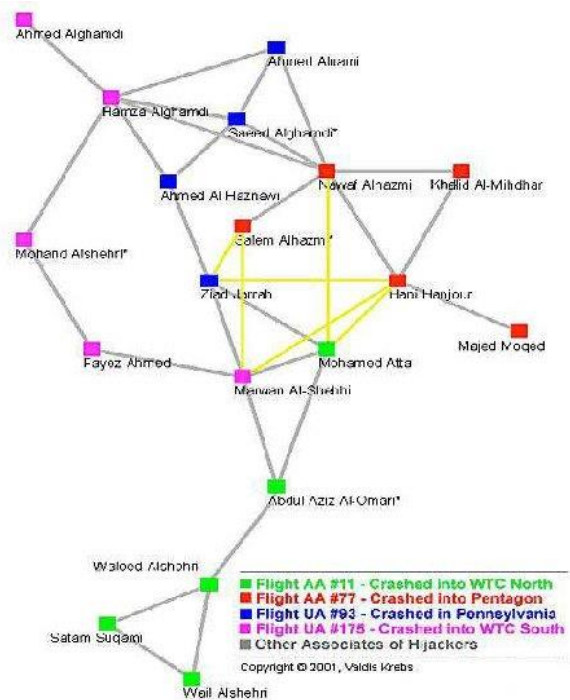 Ahmed Alghamdi
Ahmed Alnami
Hamza Alghamdi
Saeed Alghamdi*
Nawaf Alhazmi
Khalid Al-Mihdhar
Ahmed Al Haznawi
Salem Alhazmi*
Mohand Alshehri*
Ziad Jarrah
Hani Hanjour
Majed Moqed
Fayez Ahmed
Mohamed Atta
Marwan Al-Shehhi
Abdul Aziz Al-Omari*
Waleed Alshehri
Satam Suqami
Wail Alshehri
Flight AA #11 - Crashed into WTC North
Flight AA #77 - Crashed into Pentagon
Flight UA #93 - Crashed in Pennsylvania
Flight UA #175 - Crashed into WTC South
Other Associates of Hijackers
Copyright © 2001, Valdis Krebs